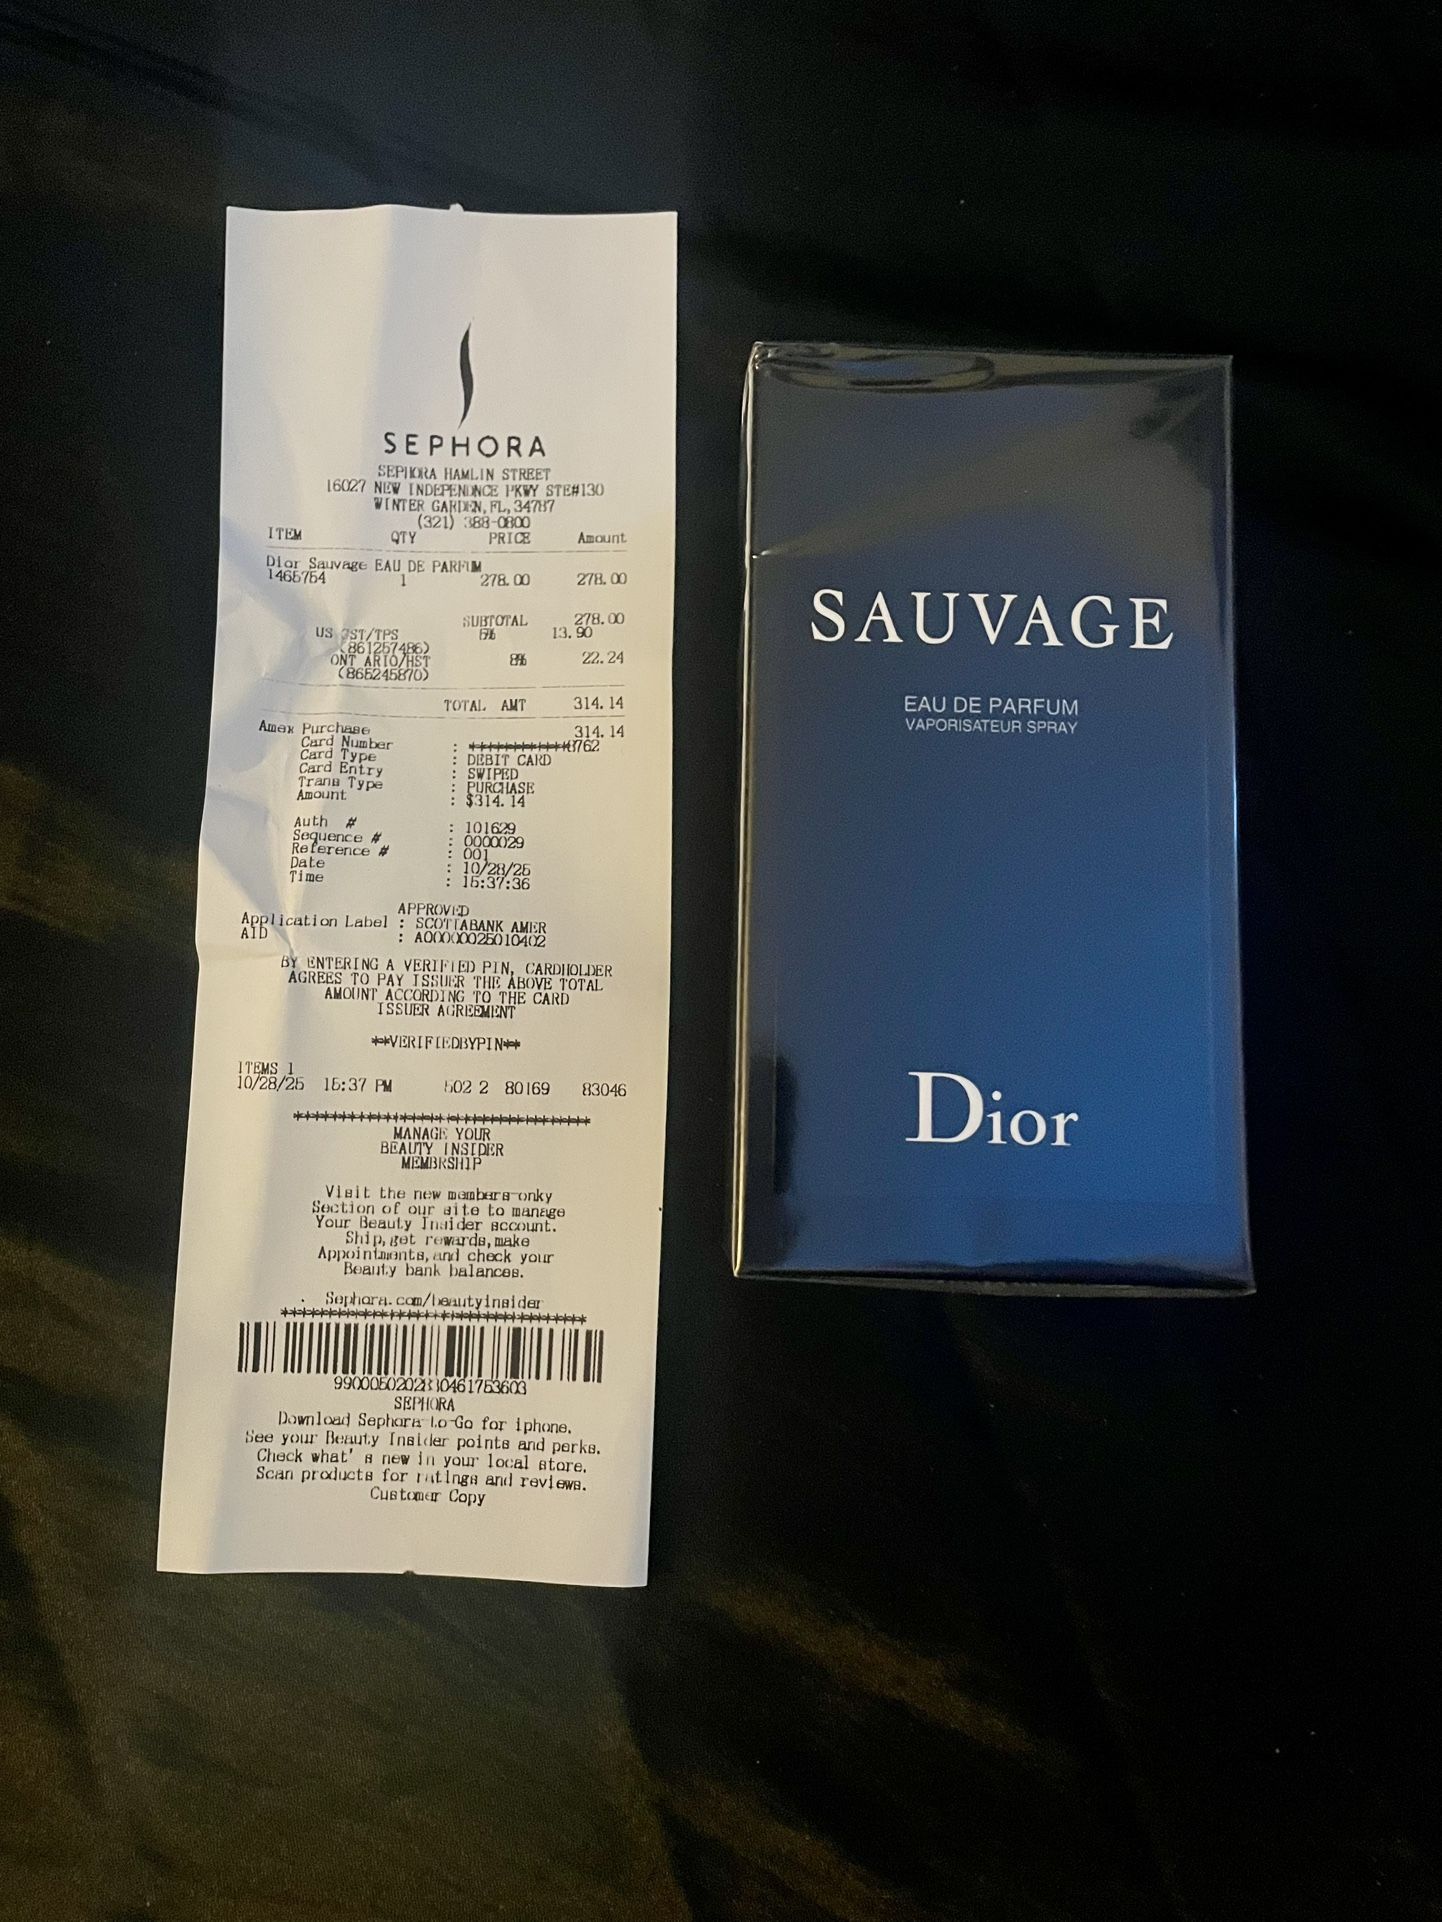 SEPHORA
SEPHORA HAMLIN STREET
16027 NEW INDEPENDNCE PKWY STE#130
WINTER GARDEN, FL, 34787
(321) 388-0800
ITEM QTY PRICE Amount
Dior Sauvage EAU DE PARFUM
1465754 1 278.00 278.00
SUBTOTAL 278.00
US GST/TPS 5% 13.90
(861257486)
ONT ARIO/HST 8% 22.24
(865245870)
TOTAL AMT 314.14
Amex Purchase 314.14
Card Number : ************8762
Card Type : DEBIT CARD
Card Entry : SWIPED
Trans Type : PURCHASE
Amount : $314.14
Auth # : 101629
Sequence # : 0000029
Reference # : 001
Date : 10/28/25
Time : 15:37:36
APPROVED
Application Label : SCOTTABANK AMER
AID : A00000025010402
BY ENTERING A VERIFIED PIN, CARDHOLDER
AGREES TO PAY ISSUER THE ABOVE TOTAL
AMOUNT ACCORDING TO THE CARD
ISSUER AGREEMENT
**VERIFIEDBYPIN**
ITEMS 1
10/28/25 15:37 PM 502 2 80169 83046
MANAGE YOUR
BEAUTY INSIDER
MEMBRSHIP
Visit the new members-onky
Section of our site to manage
Your Beauty Insider account.
Ship,get rewards,make
Appointments,and check your
Beauty bank balances.
Sephora.com/beautyinsider
SEPHORA
Download Sephora-to-Go for iphone.
See your Beauty Insider points and perks.
Check what's new in your local store.
Scan products for ratings and reviews.
Customer Copy
SAUVAGE
EAU DE PARFUM
VAPORISATEUR SPRAY
Dior